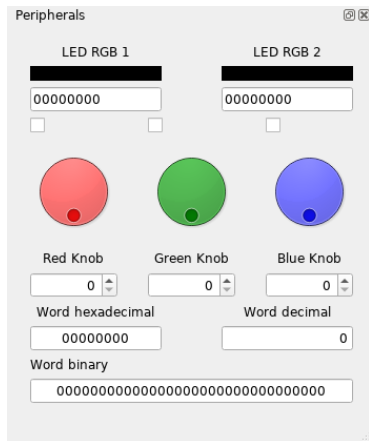 Peripherals
LED RGB 1 LED RGB 2
00000000 00000000
Red Knob Green Knob Blue Knob
0 0 0
Word hexadecimal Word decimal
00000000 0
Word binary
00000000000000000000000000000000